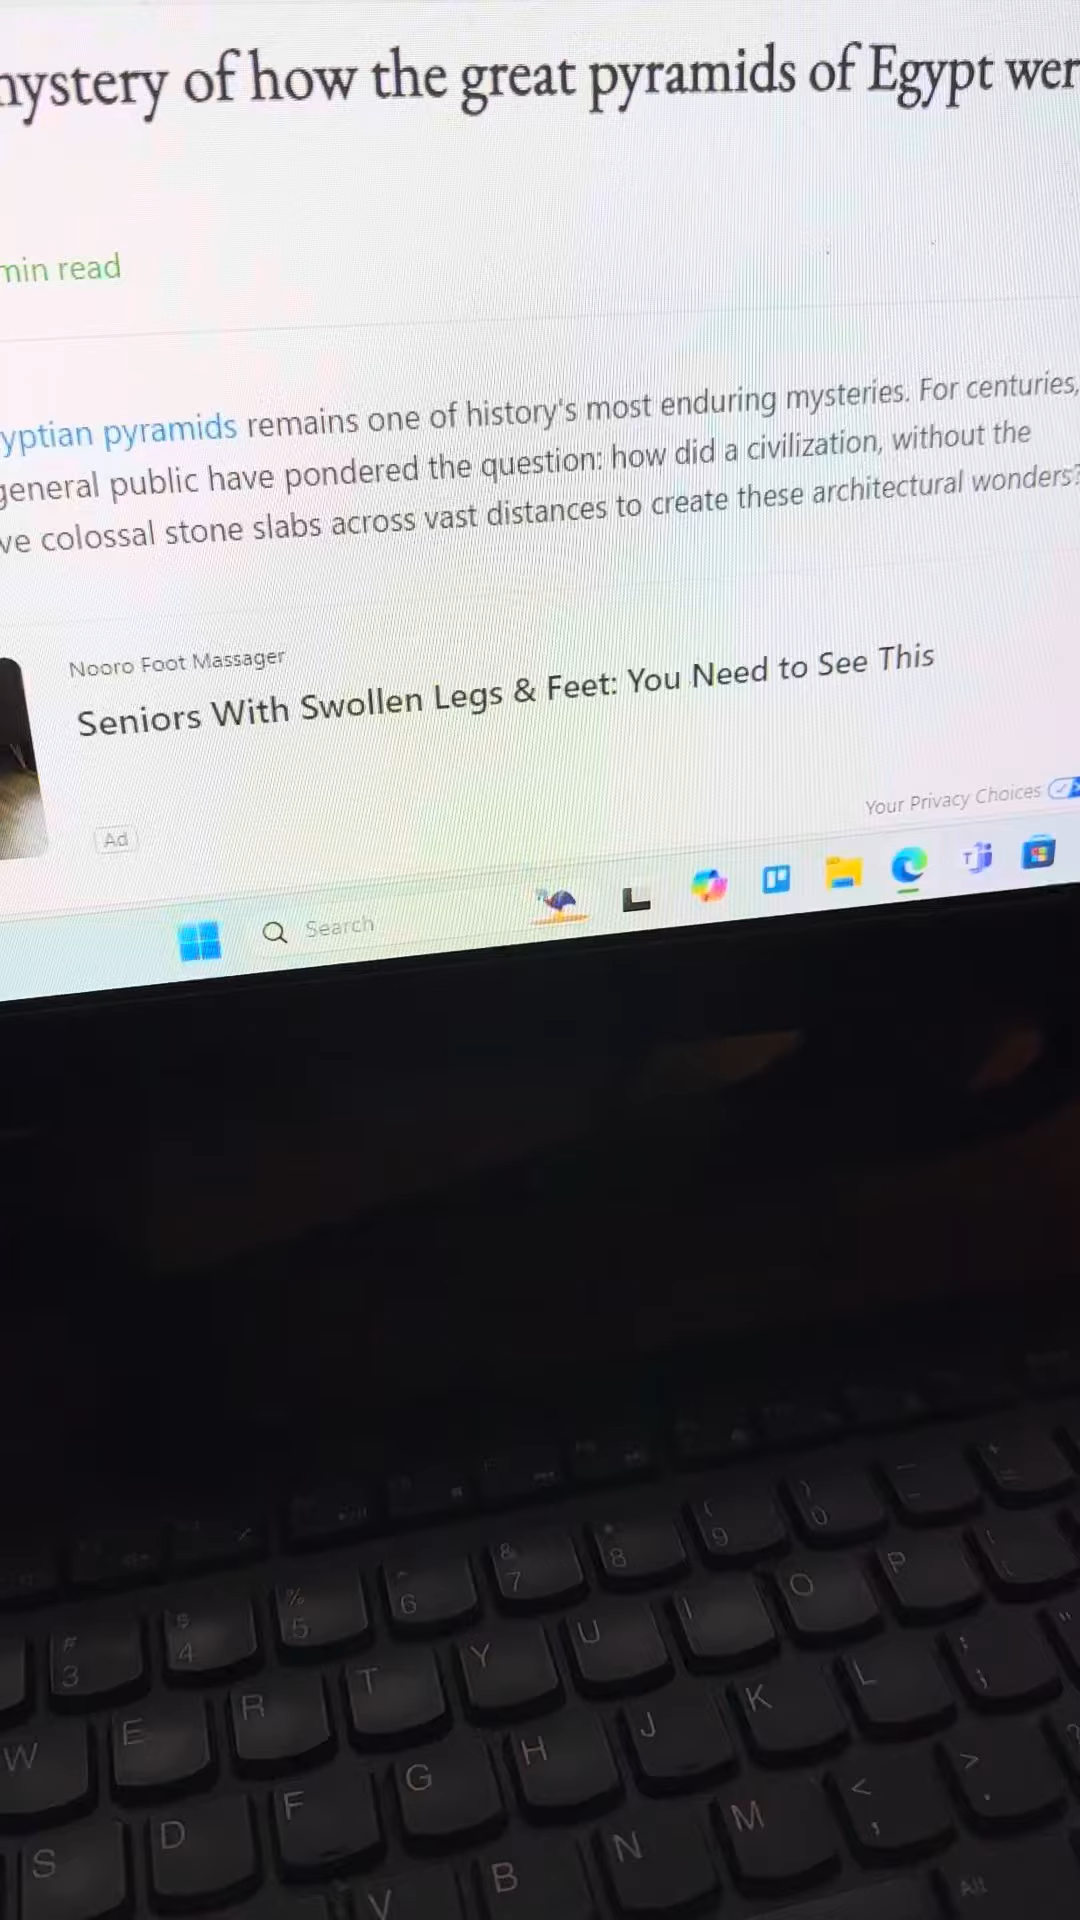 mystery of how the great pyramids of Egypt wer
min read
yptian pyramids remains one of history's most enduring mysteries. For centuries,
general public have pondered the question: how did a civilization, without the
ve colossal stone slabs across vast distances to create these architectural wonders?
Nooro Foot Massager
Seniors With Swollen Legs & Feet: You Need to See This
Your Privacy Choices
Ad
Search
# $ % ^ & * ( ) _ +
3 4 5 6 7 8 9 0 - =
W E R T Y U I O P
S D F G H J K L : ;
V B N M < , > .
Alt